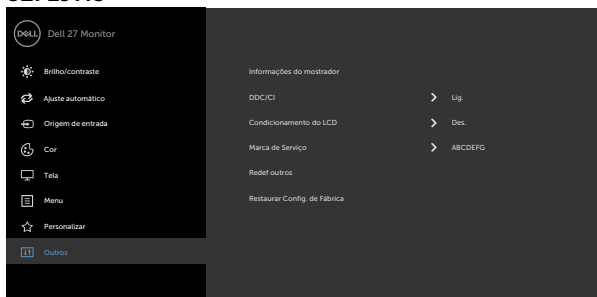 DELL Dell 27 Monitor
Brilho/contraste Informações do mostrador
Ajuste automático DDC/CI Lig.
Origem de entrada Condicionamento do LCD Des.
Cor Marca de Serviço ABCDEFG
Tela Redef outros
Menu Restaurar Config. de Fábrica
Personalizar
Outros